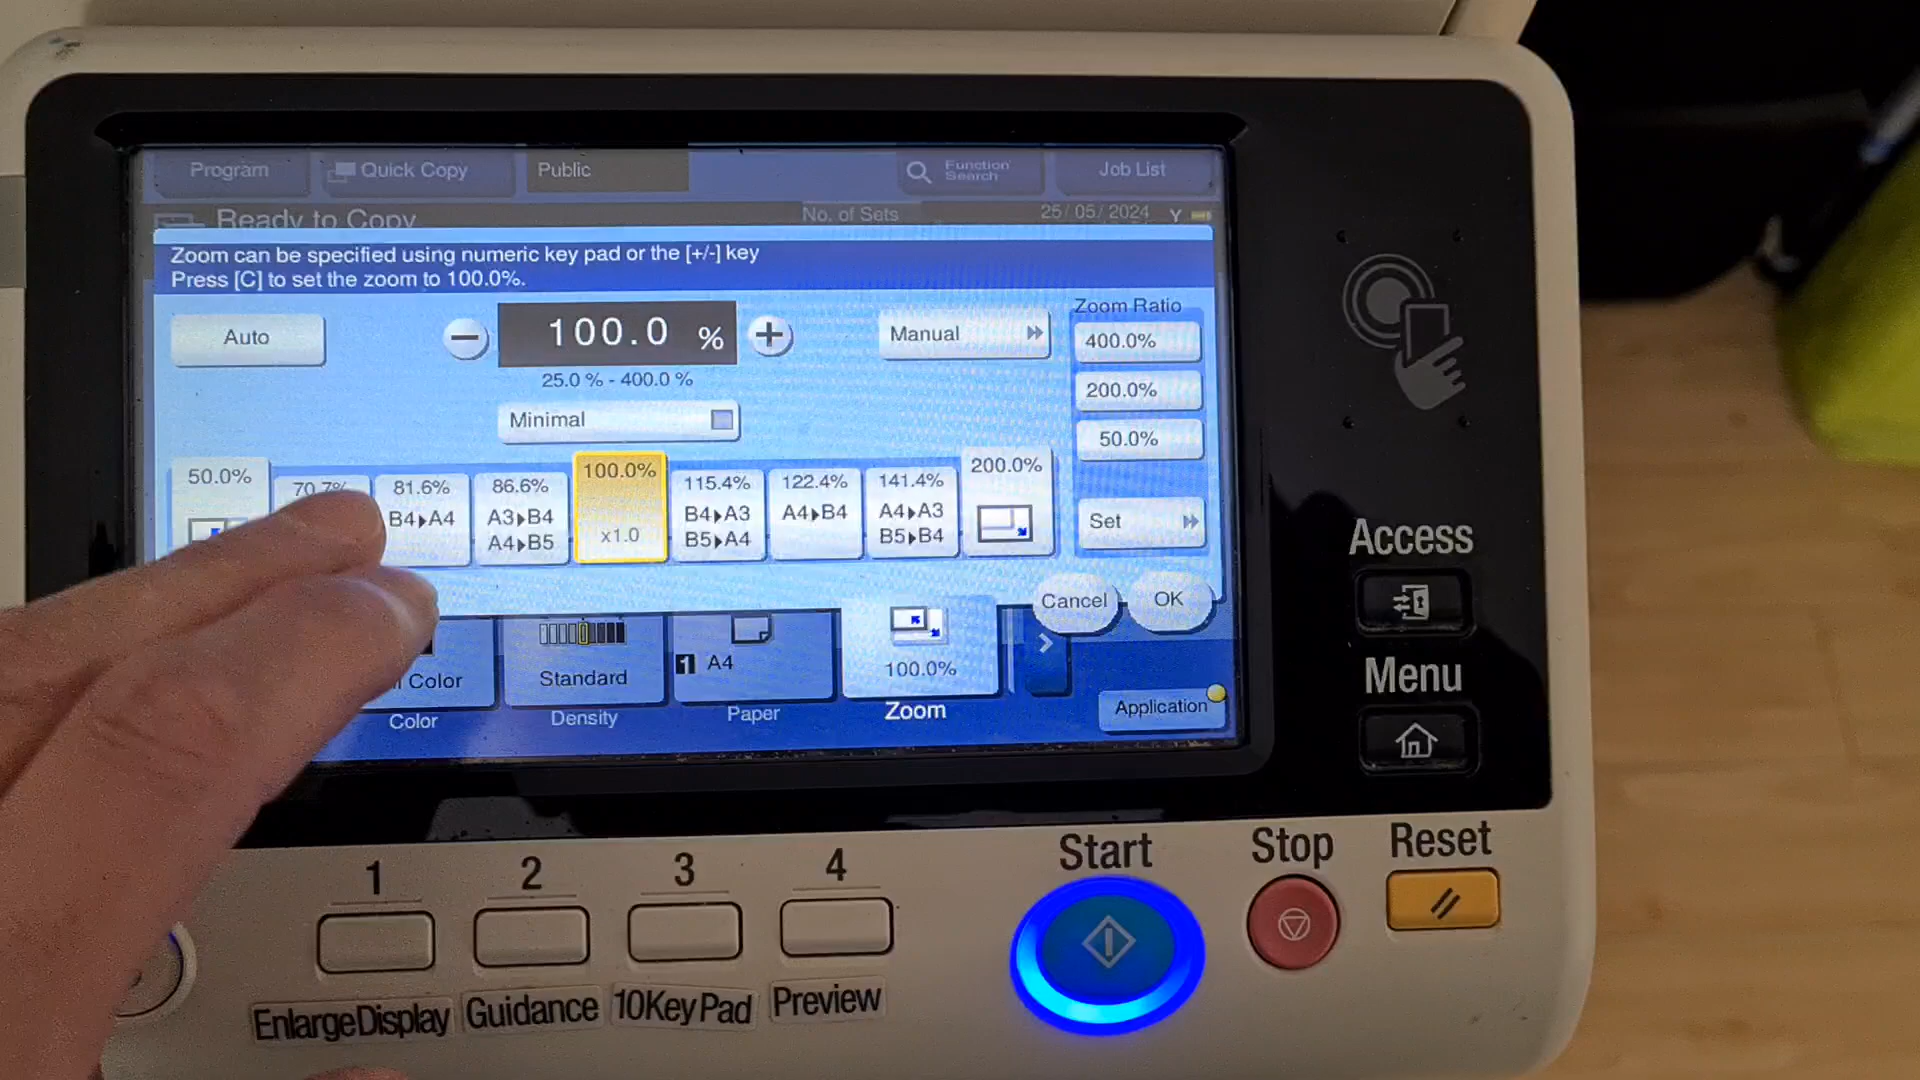 Program
Quick Copy
Public
Function Search
Job List
Ready to Copy
No. of Sets
25/05/2024
Y
Zoom can be specified using numeric key pad or the [+/-] key
Press [C] to set the zoom to 100.0%.
Auto
−
100.0 %
+
Manual
Zoom Ratio
400.0%
25.0 % - 400.0 %
200.0%
Minimal
50.0%
50.0%
70.7%
81.6%
B4▸A4
86.6%
A3▸B4
A4▸B5
100.0%
x1.0
115.4%
B4▸A3
B5▸A4
122.4%
A4▸B4
141.4%
A4▸A3
B5▸B4
200.0%
Set
Cancel
OK
Color
Color
Standard
Density
1 A4
Paper
100.0%
Zoom
Application
Access
Menu
1
2
3
4
Start
Stop
Reset
EnlargeDisplay
Guidance
10KeyPad
Preview